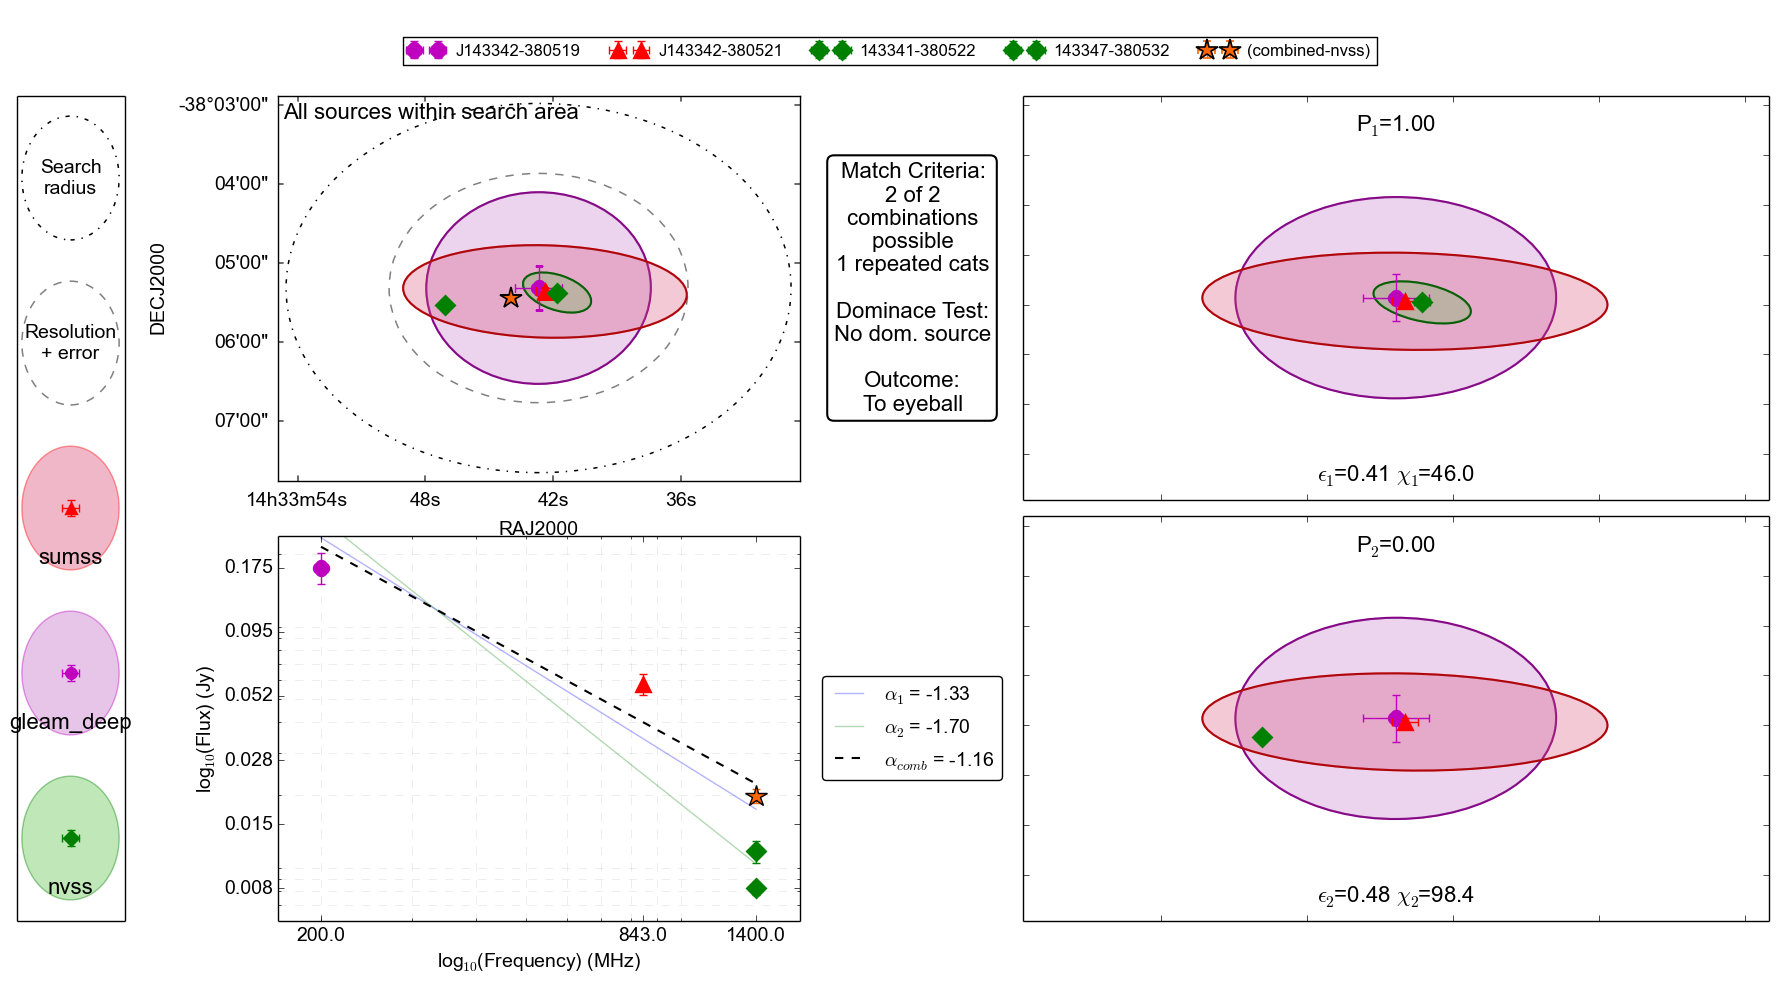 J143342-380519 J143342-380521 143341-380522 143347-380532 (combined-nvss)
Search
radius
Resolution
+ error
sumss
gleam_deep
nvss
All sources within search area
-38°03'00"
04'00"
05'00"
06'00"
07'00"
DECJ2000
14h33m54s 48s 42s 36s
RAJ2000
Match Criteria:
2 of 2
combinations
possible
1 repeated cats
Dominace Test:
No dom. source
Outcome:
To eyeball
P1=1.00
ϵ1=0.41 χ1=46.0
0.175
0.095
0.052
0.028
0.015
0.008
log10(Flux) (Jy)
200.0 843.0 1400.0
log10(Frequency) (MHz)
α1 = -1.33
α2 = -1.70
αcomb = -1.16
P2=0.00
ϵ2=0.48 χ2=98.4